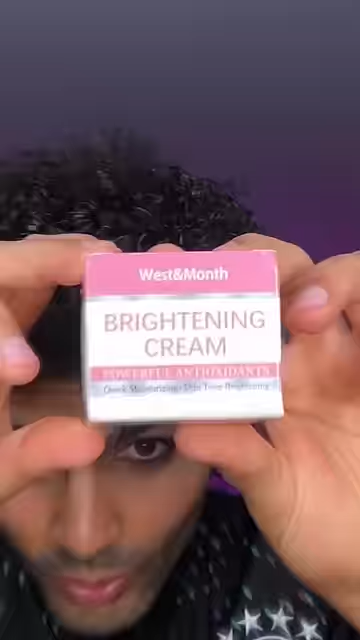 West&Month
BRIGHTENING
CREAM
POWERFUL ANTIOXIDANTS
Quick Moisturizing Skin Tone Brightening